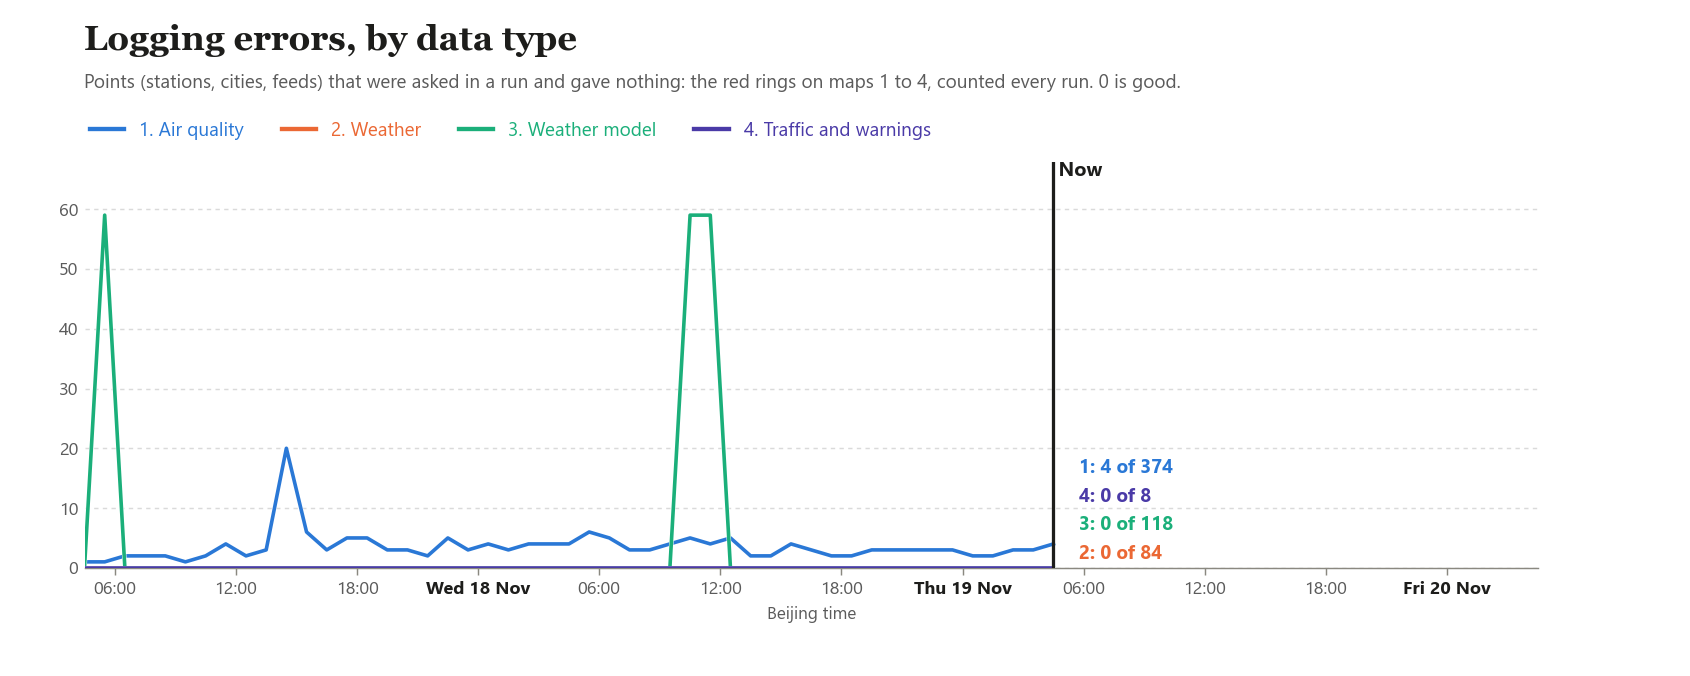 Logging errors, by data type
Points (stations, cities, feeds) that were asked in a run and gave nothing: the red rings on maps 1 to 4, counted every run. 0 is good.
1. Air quality 2. Weather 3. Weather model 4. Traffic and warnings
Now
60
50
40
30
20
10
0
1: 4 of 374
4: 0 of 8
3: 0 of 118
2: 0 of 84
06:00 12:00 18:00 Wed 18 Nov 06:00 12:00 18:00 Thu 19 Nov 06:00 12:00 18:00 Fri 20 Nov
Beijing time